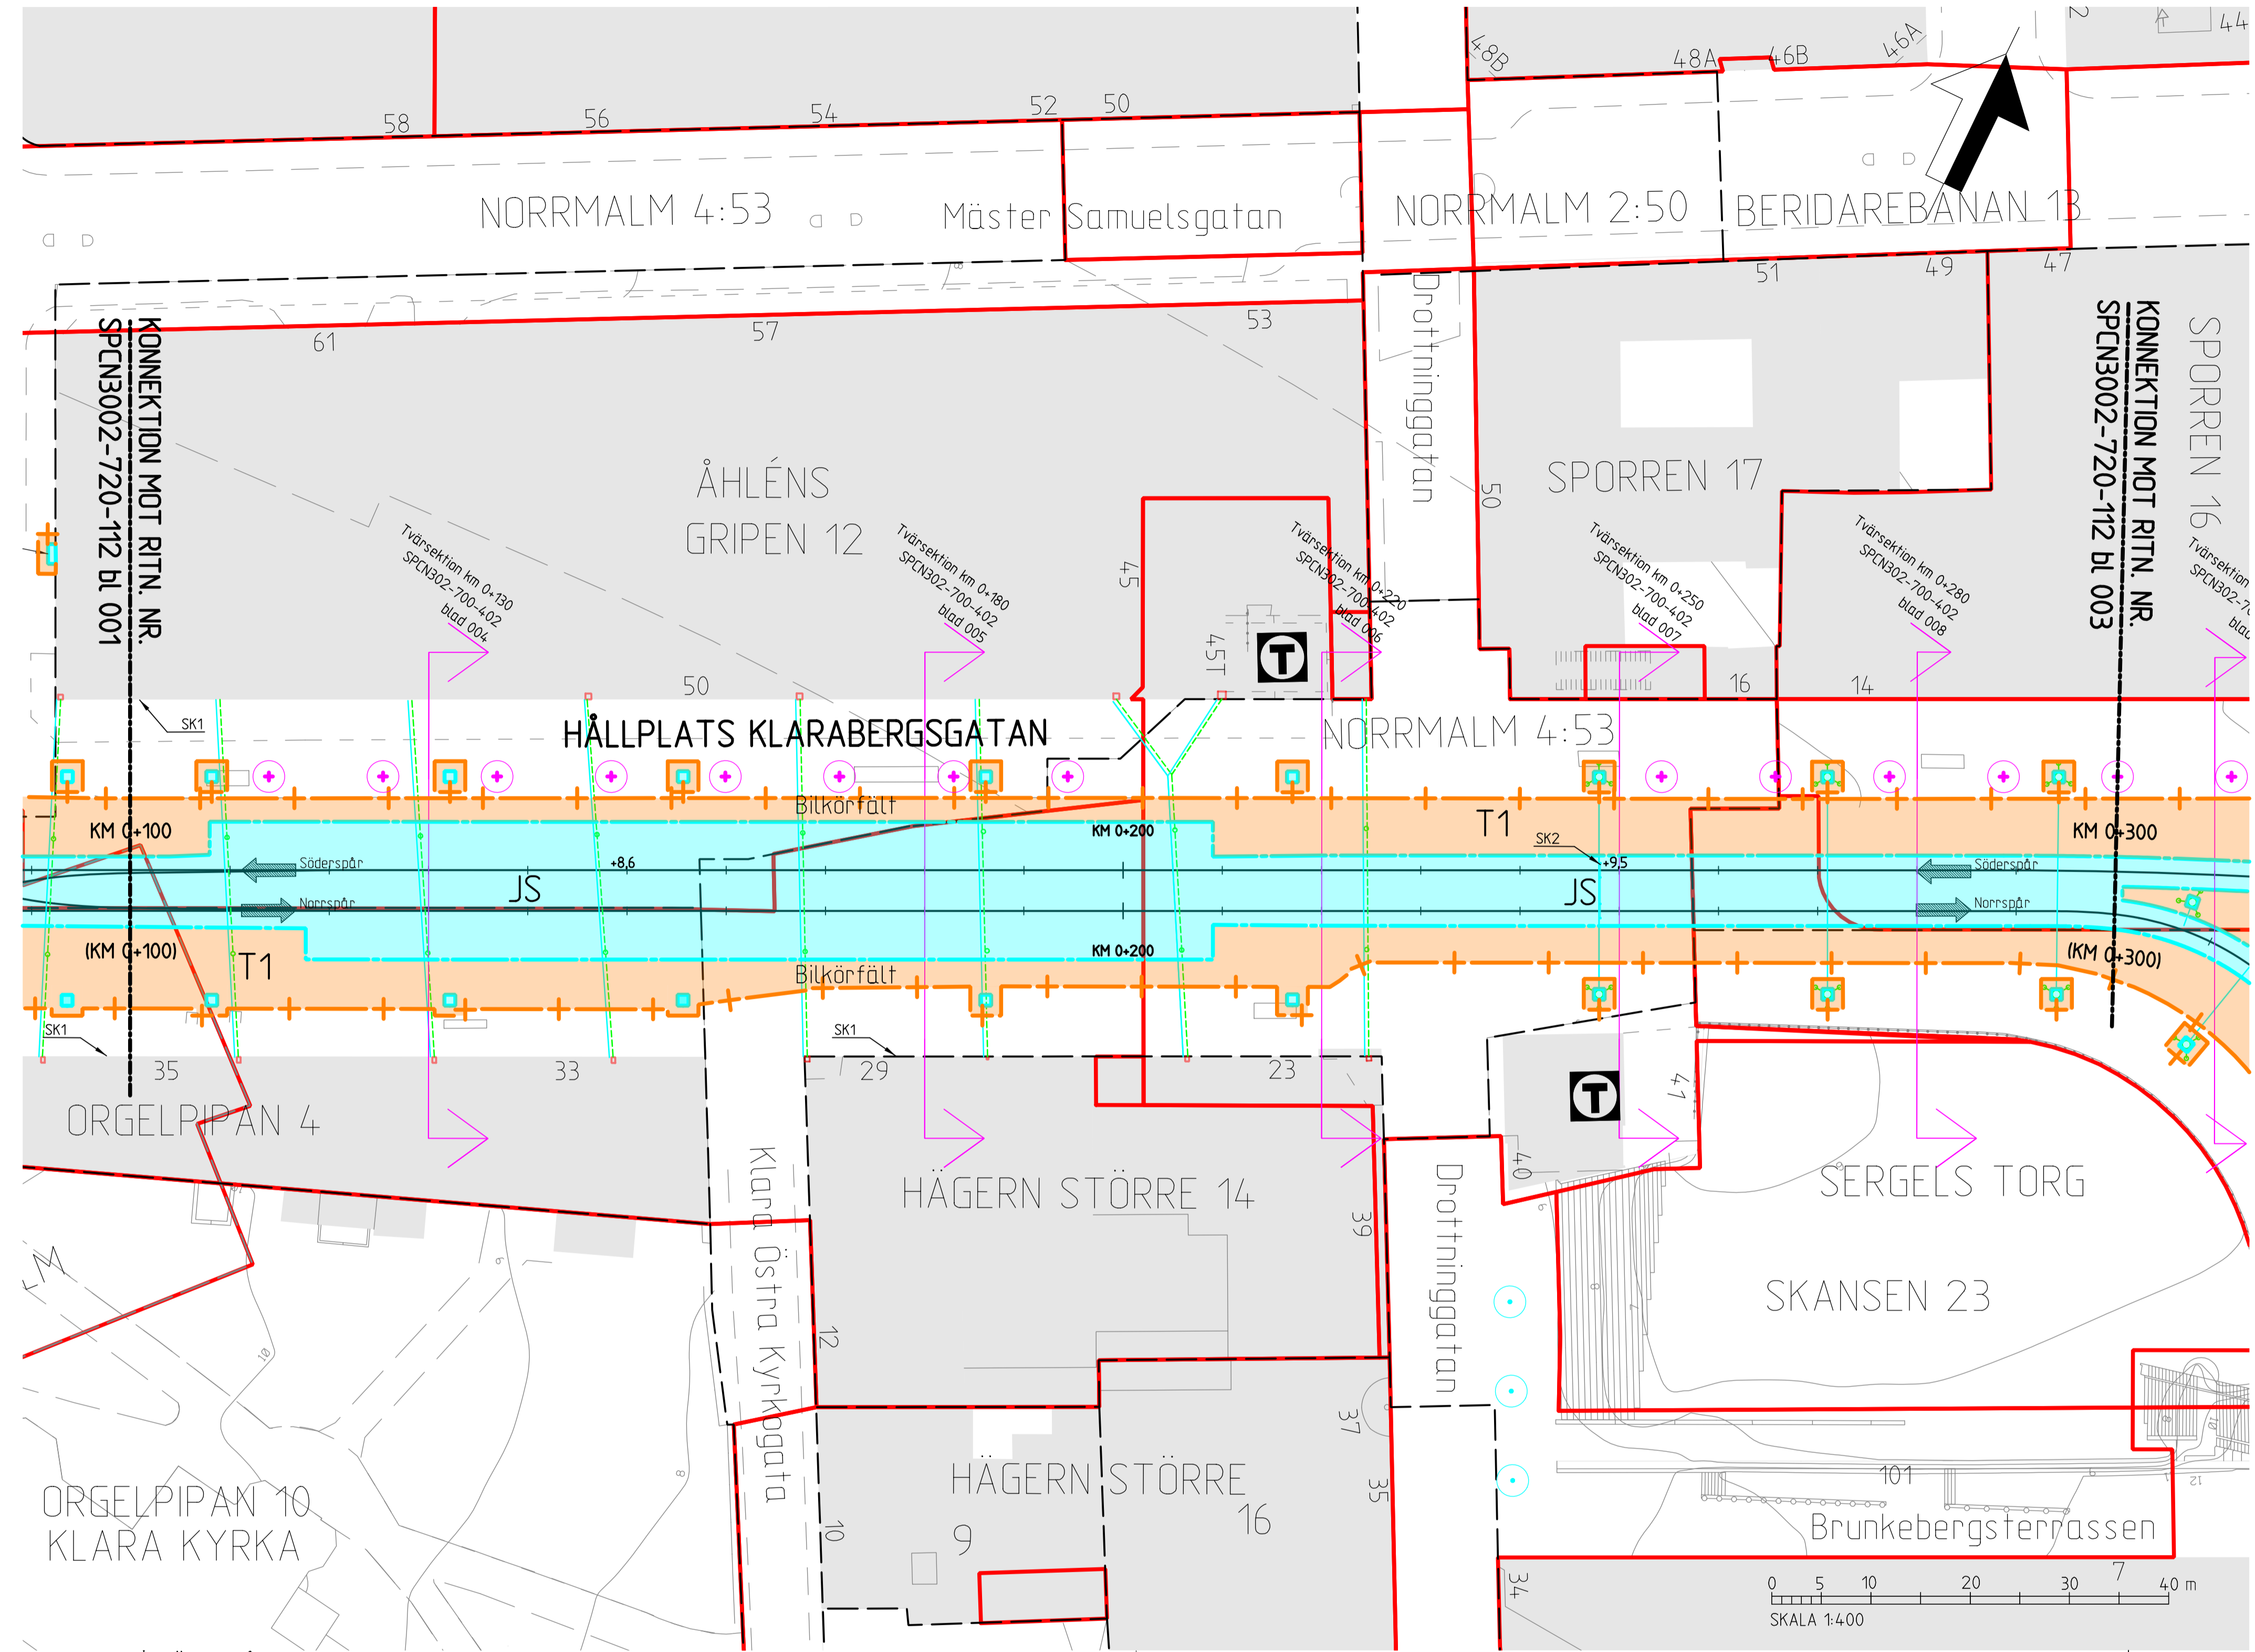 44
48B
48A
46B
46A
58
56
54
52
50
NORRMALM 4:53
Mäster Samuelsgatan
NORRMALM 2:50
BERIDAREBANAN 13
61
57
53
51
49
47
KONNEKTION MOT RITN. NR.
SPCN3002-720-112 bl 001
KONNEKTION MOT RITN. NR.
SPCN3002-720-112 bl 003
SPORREN 16
Drottninggatan
ÅHLÉNS
GRIPEN 12
SPORREN 17
50
Tvärsektion km 0+130
SPCN302-700-402
blad 004
Tvärsektion km 0+180
SPCN302-700-402
blad 005
Tvärsektion km 0+220
SPCN302-700-402
blad 006
Tvärsektion km 0+250
SPCN302-700-402
blad 007
Tvärsektion km 0+280
SPCN302-700-402
blad 008
Tvärsektion
45
45T
T
50
16
14
SK1
HÅLLPLATS KLARABERGSGATAN
NORRMALM 4:53
Bilkörfält
KM 0+100
KM 0+200
T1
KM 0+300
SK2
Söderspår
+8,6
+9,5
Söderspår
JS
JS
Norrspår
Norrspår
(KM 0+100)
T1
KM 0+200
(KM 0+300)
Bilkörfält
SK1
SK1
35
33
29
23
41
T
ORGELPIPAN 4
Klara Östra Kyrkogata
HÄGERN STÖRRE 14
39
Drottninggatan
40
SERGELS TORG
SKANSEN 23
12
10
8
37
35
ORGELPIPAN 10
KLARA KYRKA
10
HÄGERN STÖRRE
16
9
101
Brunkebergsterrassen
34
7
0 5 10 20 30 40 m
SKALA 1:400